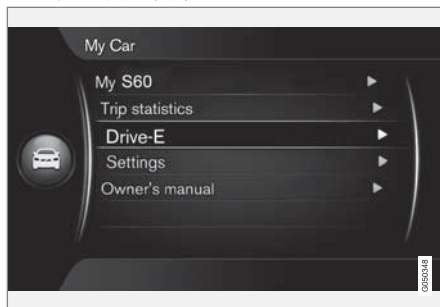 My Car
My S60
Trip statistics
Drive-E
Settings
Owner's manual
G050348